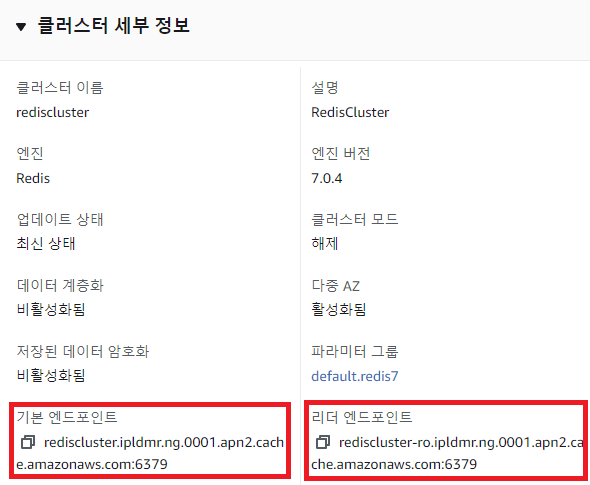 ▼ 클러스터 세부 정보
클러스터 이름
rediscluster
설명
RedisCluster
엔진
Redis
엔진 버전
7.0.4
업데이트 상태
최신 상태
클러스터 모드
해제
데이터 계층화
비활성화됨
다중 AZ
활성화됨
저장된 데이터 암호화
비활성화됨
파라미터 그룹
default.redis7
기본 엔드포인트
rediscluster.ipldmr.ng.0001.apn2.cach
e.amazonaws.com:6379
리더 엔드포인트
rediscluster-ro.ipldmr.ng.0001.apn2.ca
che.amazonaws.com:6379